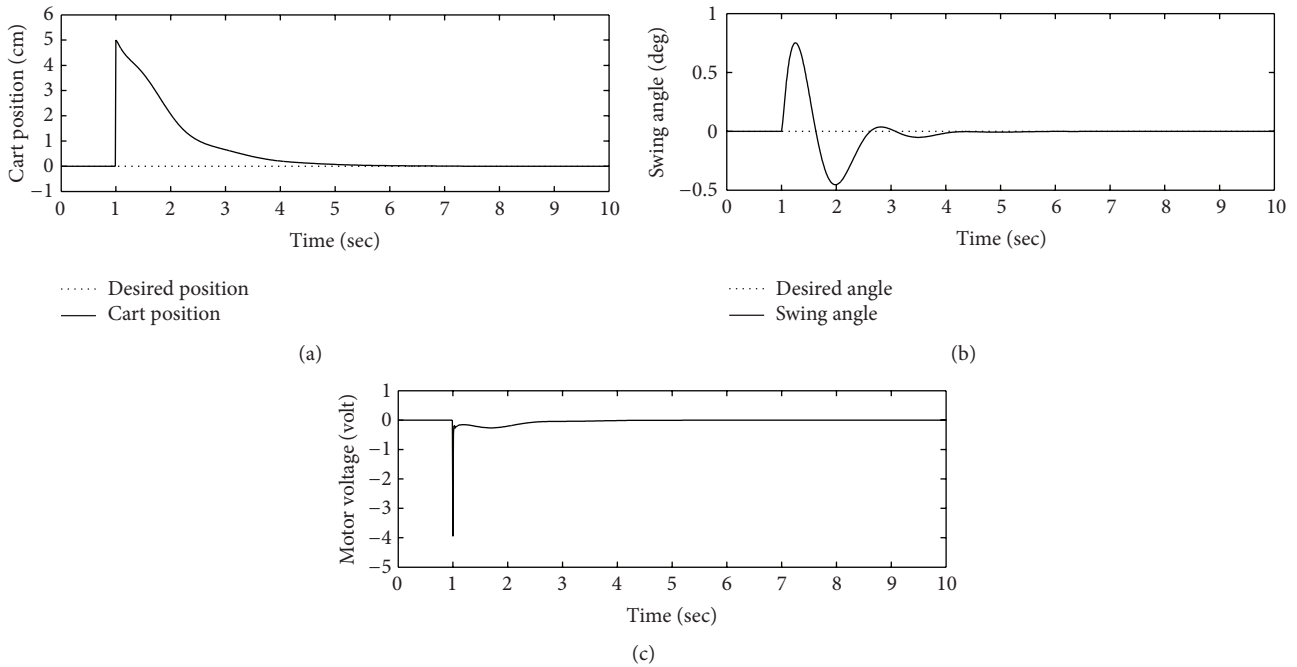 6
5
4
3
2
1
0
−1
Cart position (cm)
0 1 2 3 4 5 6 7 8 9 10
Time (sec)
Desired position
Cart position
(a)
1
0.5
0
−0.5
Swing angle (deg)
0 1 2 3 4 5 6 7 8 9 10
Time (sec)
Desired angle
Swing angle
(b)
1
0
−1
−2
−3
−4
−5
Motor voltage (volt)
0 1 2 3 4 5 6 7 8 9 10
Time (sec)
(c)